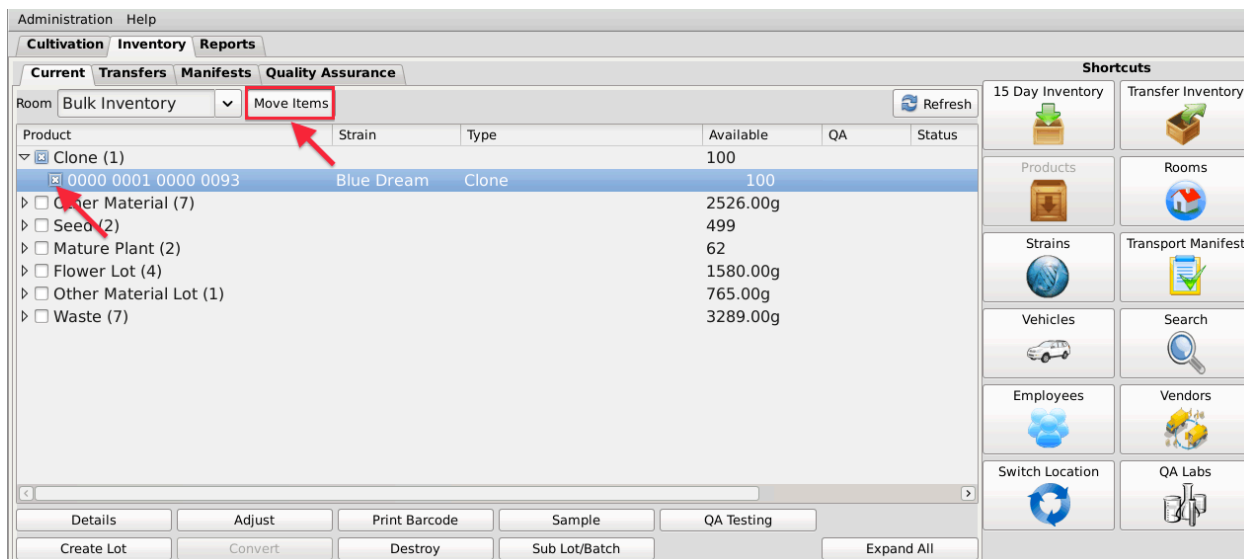 Administration Help
Cultivation Inventory Reports
Current Transfers Manifests Quality Assurance
Room Bulk Inventory Move Items Refresh
Product Strain Type Available QA Status
Clone (1) 100
0000 0001 0000 0093 Blue Dream Clone 100
Other Material (7) 2526.00g
Seed (2) 499
Mature Plant (2) 62
Flower Lot (4) 1580.00g
Other Material Lot (1) 765.00g
Waste (7) 3289.00g
Details Adjust Print Barcode Sample QA Testing
Create Lot Convert Destroy Sub Lot/Batch Expand All
Shortcuts
15 Day Inventory Transfer Inventory
Products Rooms
Strains Transport Manifest
Vehicles Search
Employees Vendors
Switch Location QA Labs